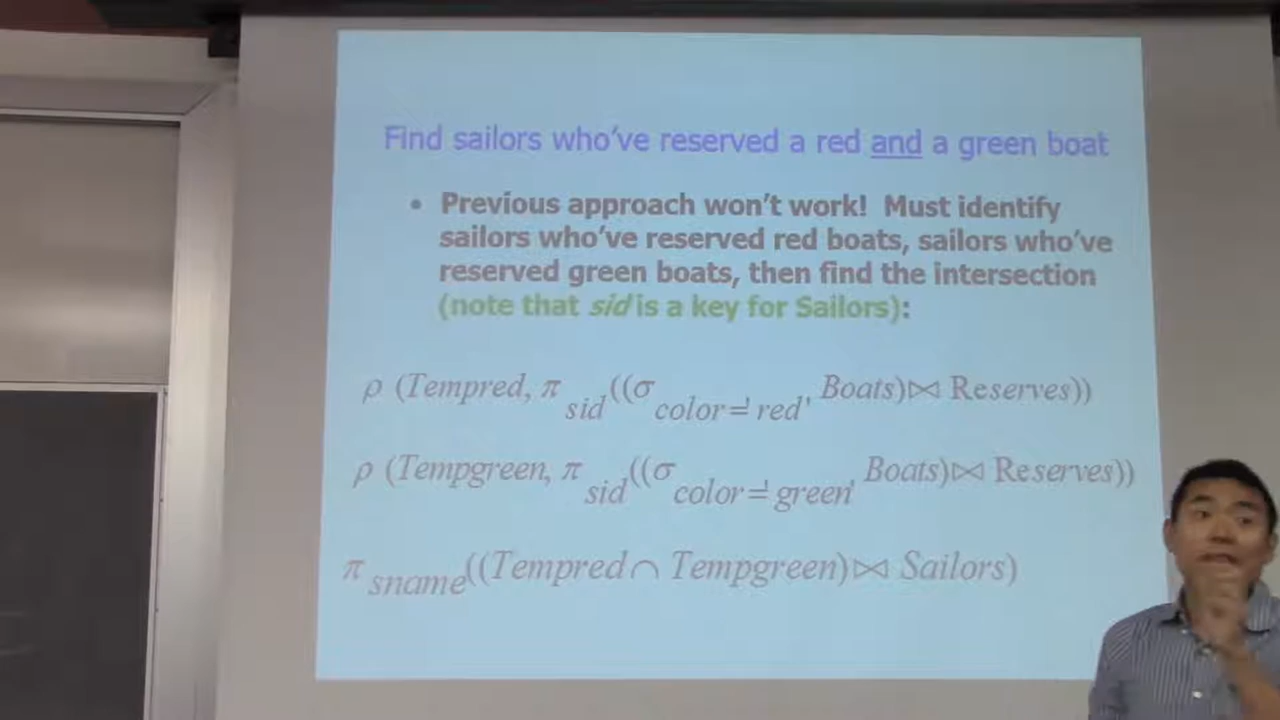 Find sailors who've reserved a red and a green boat
• Previous approach won't work! Must identify
sailors who've reserved red boats, sailors who've
reserved green boats, then find the intersection
(note that sid is a key for Sailors):
ρ (Tempred, π sid ((σ color='red' Boats)⋈ Reserves))
ρ (Tempgreen, π sid ((σ color='green' Boats)⋈ Reserves))
π sname ((Tempred ∩ Tempgreen)⋈ Sailors)